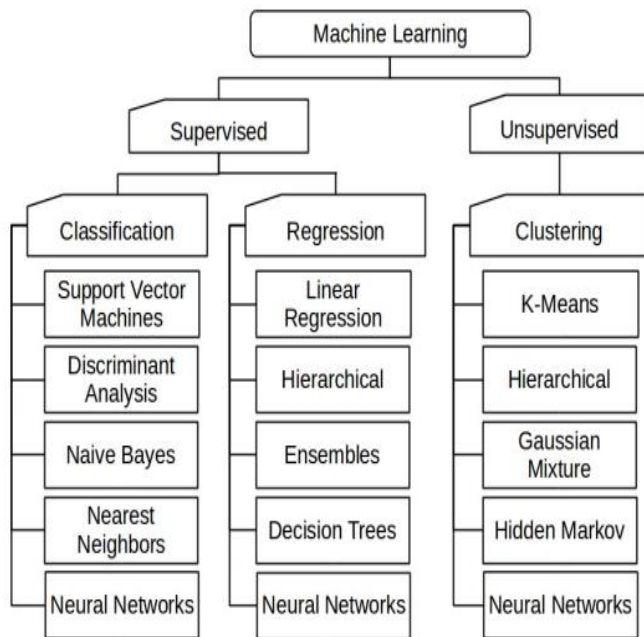 Machine Learning
Supervised
Unsupervised
Classification
Regression
Clustering
Support Vector
Machines
Linear
Regression
K-Means
Discriminant
Analysis
Hierarchical
Hierarchical
Naive Bayes
Ensembles
Gaussian
Mixture
Nearest
Neighbors
Decision Trees
Hidden Markov
Neural Networks
Neural Networks
Neural Networks